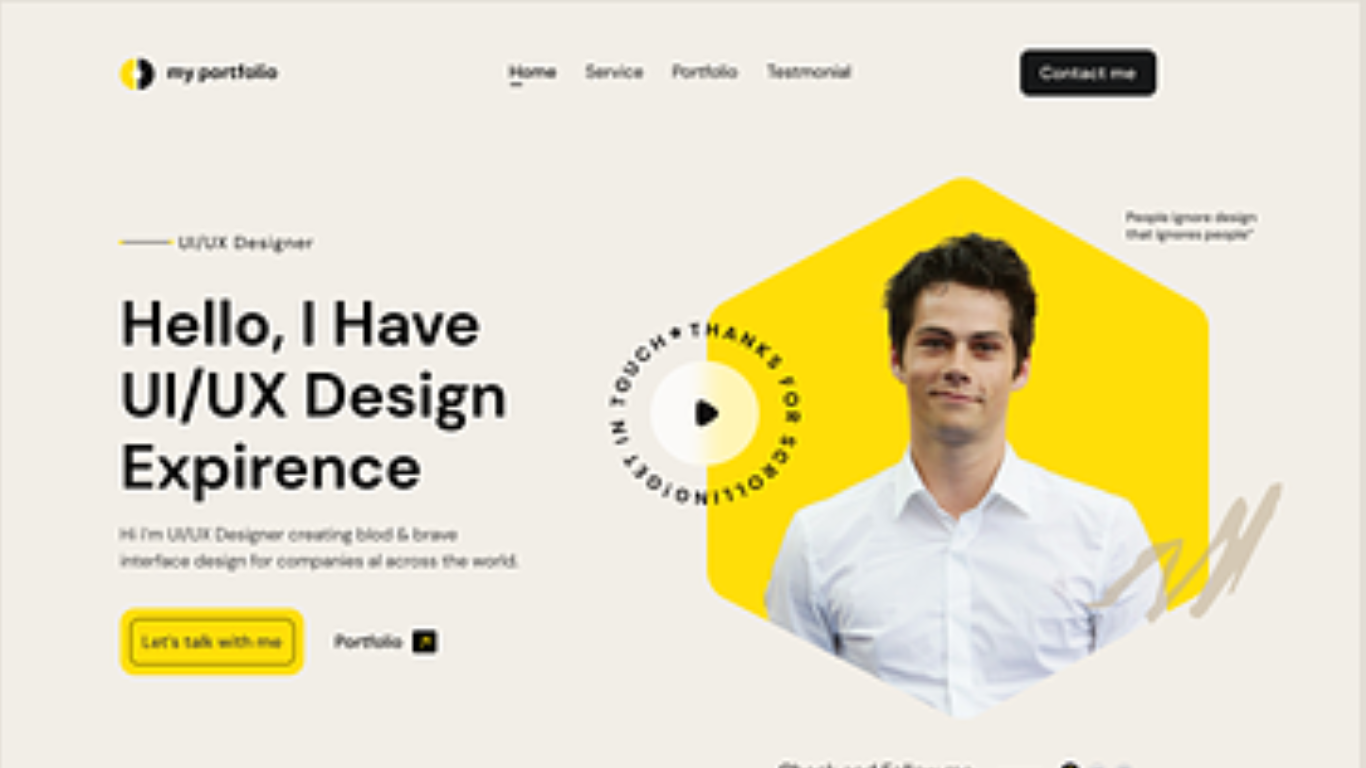 my portfolio
Home Service Portfolio Testmonial
Contact me
People ignore design
that ignores people"
UI/UX Designer
Hello, I Have
UI/UX Design
Expirence
THANKS FOR SCROLLING!GET IN TOUCH
Hi i'm UI/UX Designer creating blod & brave
interface design for companies al across the world.
Let's talk with me
Portfolio